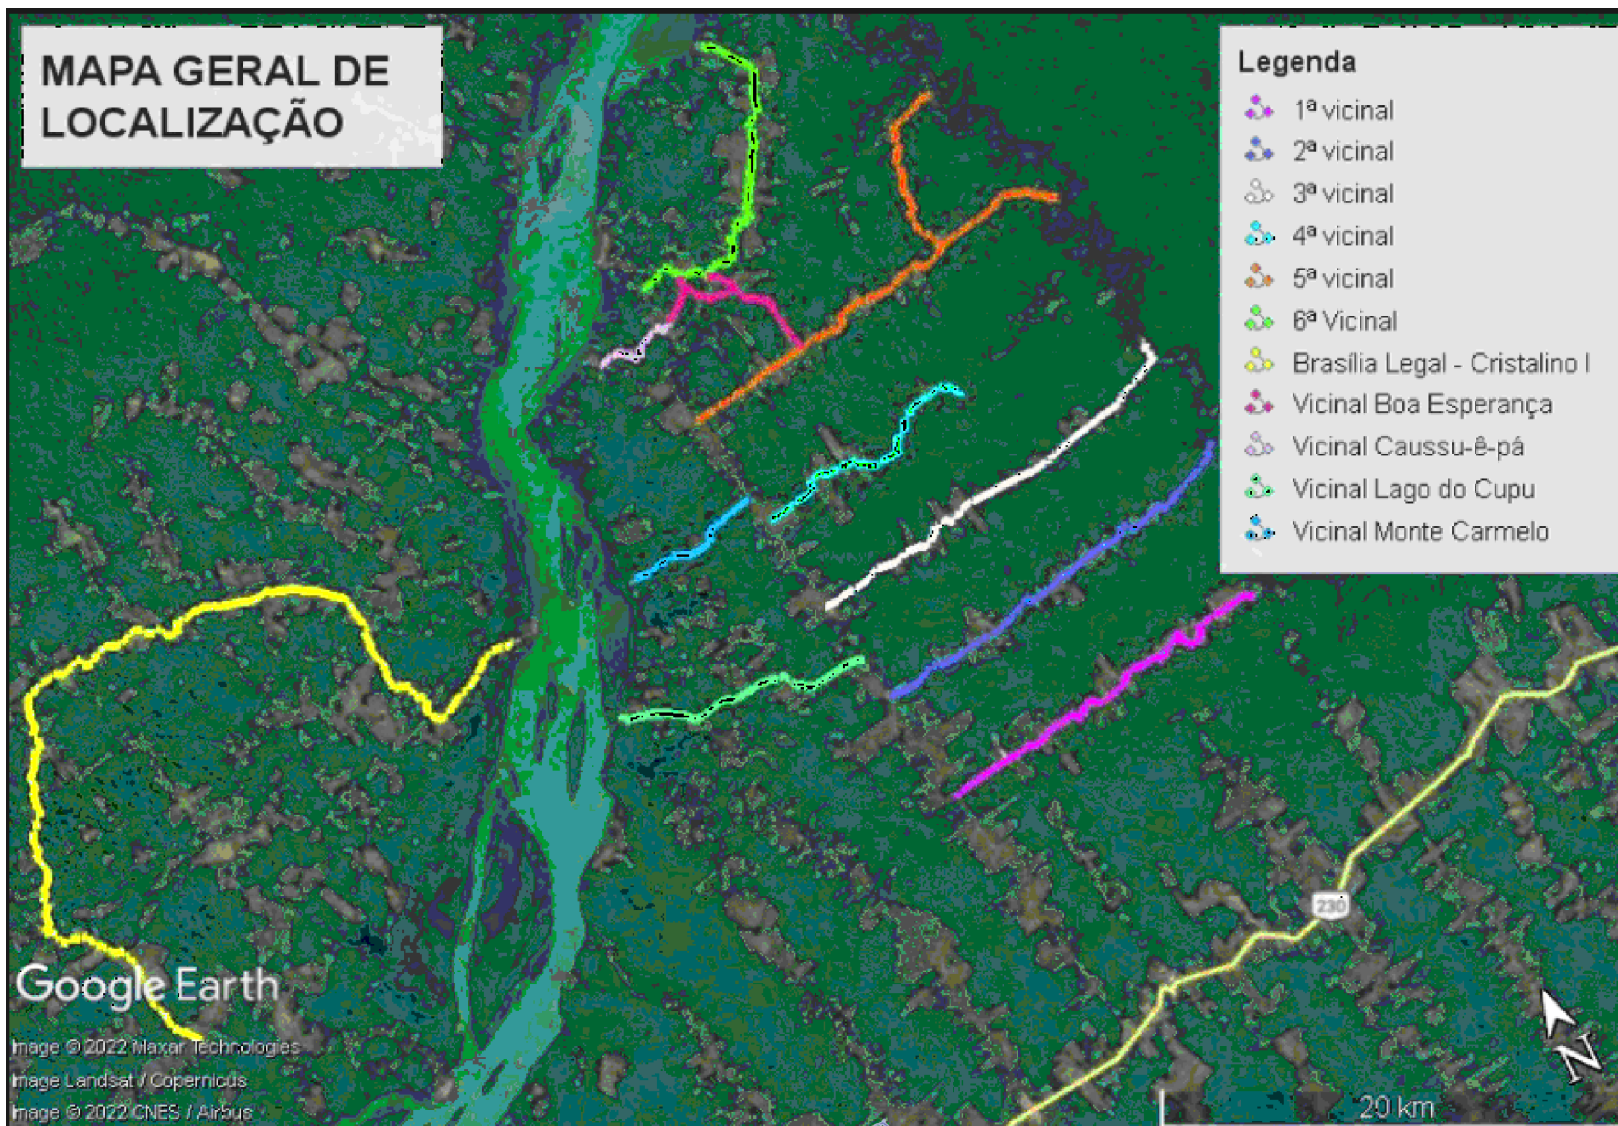 MAPA GERAL DE
LOCALIZAÇÃO
Legenda
1ª vicinal
2ª vicinal
3ª vicinal
4ª vicinal
5ª vicinal
6ª Vicinal
Brasília Legal - Cristalino I
Vicinal Boa Esperança
Vicinal Caussu-ê-pá
Vicinal Lago do Cupu
Vicinal Monte Carmelo
230
Google Earth
Image © 2022 Maxar Technologies
Image Landsat / Copernicus
Image © 2022 CNES / Airbus
N
20 km